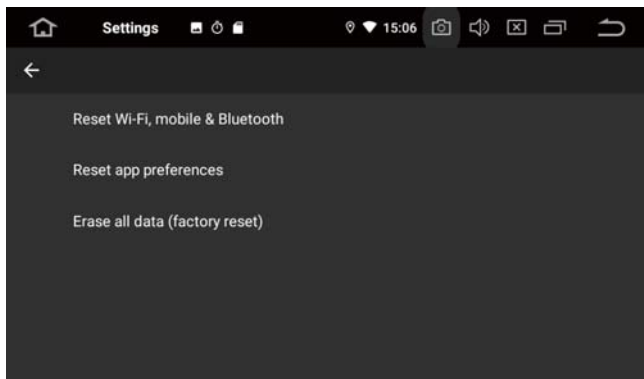 Settings
15:06
Reset Wi-Fi, mobile & Bluetooth
Reset app preferences
Erase all data (factory reset)